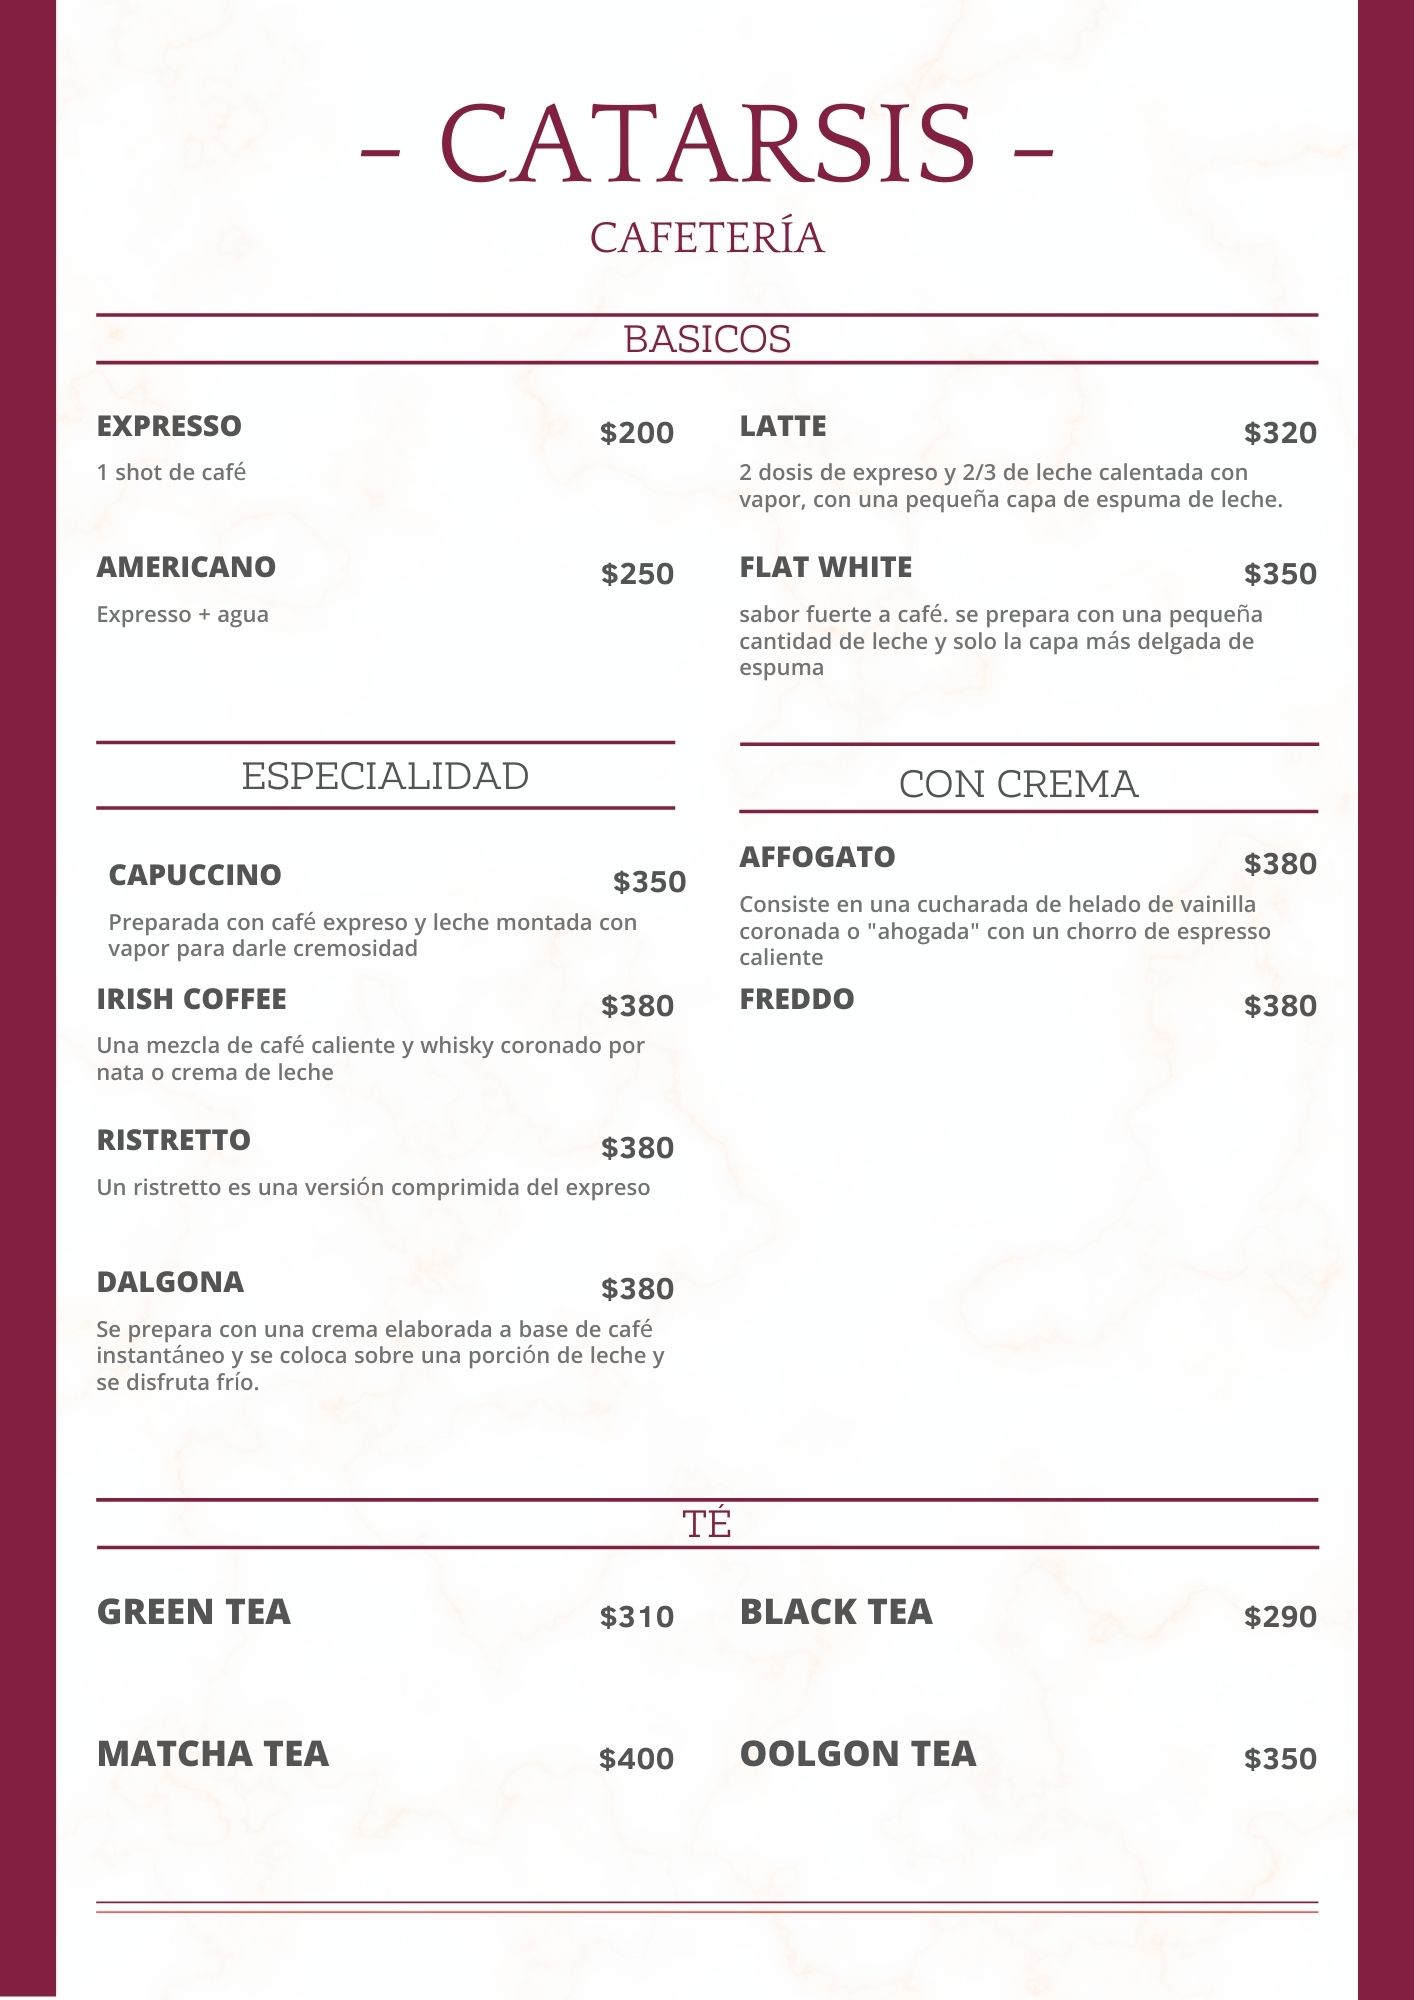 - CATARSIS -
CAFETERÍA
BASICOS
EXPRESSO
$200
1 shot de café
AMERICANO
$250
Expresso + agua
LATTE
$320
2 dosis de expreso y 2/3 de leche calentada con
vapor, con una pequeña capa de espuma de leche.
FLAT WHITE
$350
sabor fuerte a café. se prepara con una pequeña
cantidad de leche y solo la capa más delgada de
espuma
ESPECIALIDAD
CAPUCCINO
$350
Preparada con café expreso y leche montada con
vapor para darle cremosidad
IRISH COFFEE
$380
Una mezcla de café caliente y whisky coronado por
nata o crema de leche
RISTRETTO
$380
Un ristretto es una versión comprimida del expreso
DALGONA
$380
Se prepara con una crema elaborada a base de café
instantáneo y se coloca sobre una porción de leche y
se disfruta frío.
CON CREMA
AFFOGATO
$380
Consiste en una cucharada de helado de vainilla
coronada o "ahogada" con un chorro de espresso
caliente
FREDDO
$380
TÉ
GREEN TEA
$310
BLACK TEA
$290
MATCHA TEA
$400
OOLGON TEA
$350